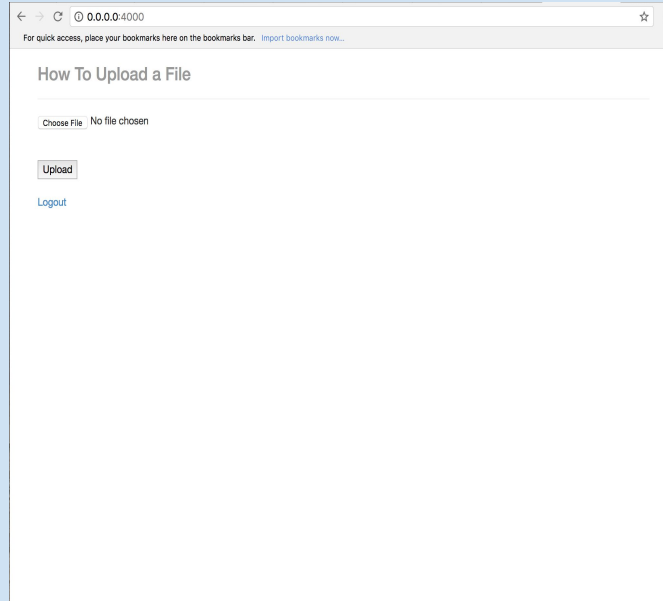 0.0.0.0:4000
For quick access, place your bookmarks here on the bookmarks bar. Import bookmarks now...
How To Upload a File
Choose File No file chosen
Upload
Logout